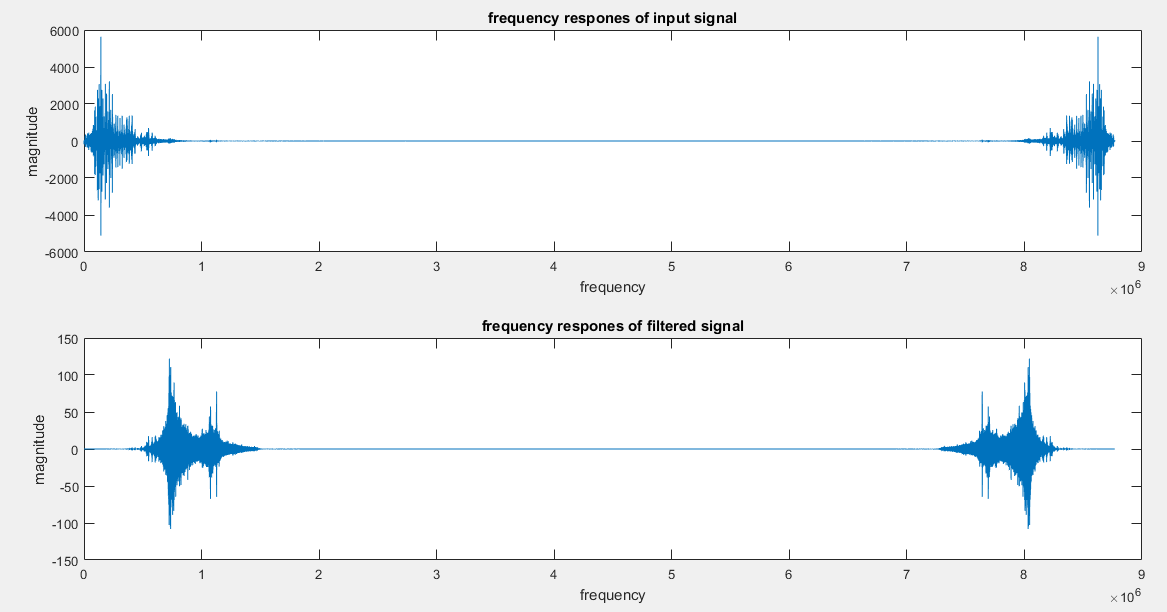 frequency respones of input signal
6000
4000
2000
0
-2000
-4000
-6000
magnitude
0 1 2 3 4 5 6 7 8 9
frequency
×10^6
frequency respones of filtered signal
150
100
50
0
-50
-100
-150
magnitude
0 1 2 3 4 5 6 7 8 9
frequency
×10^6